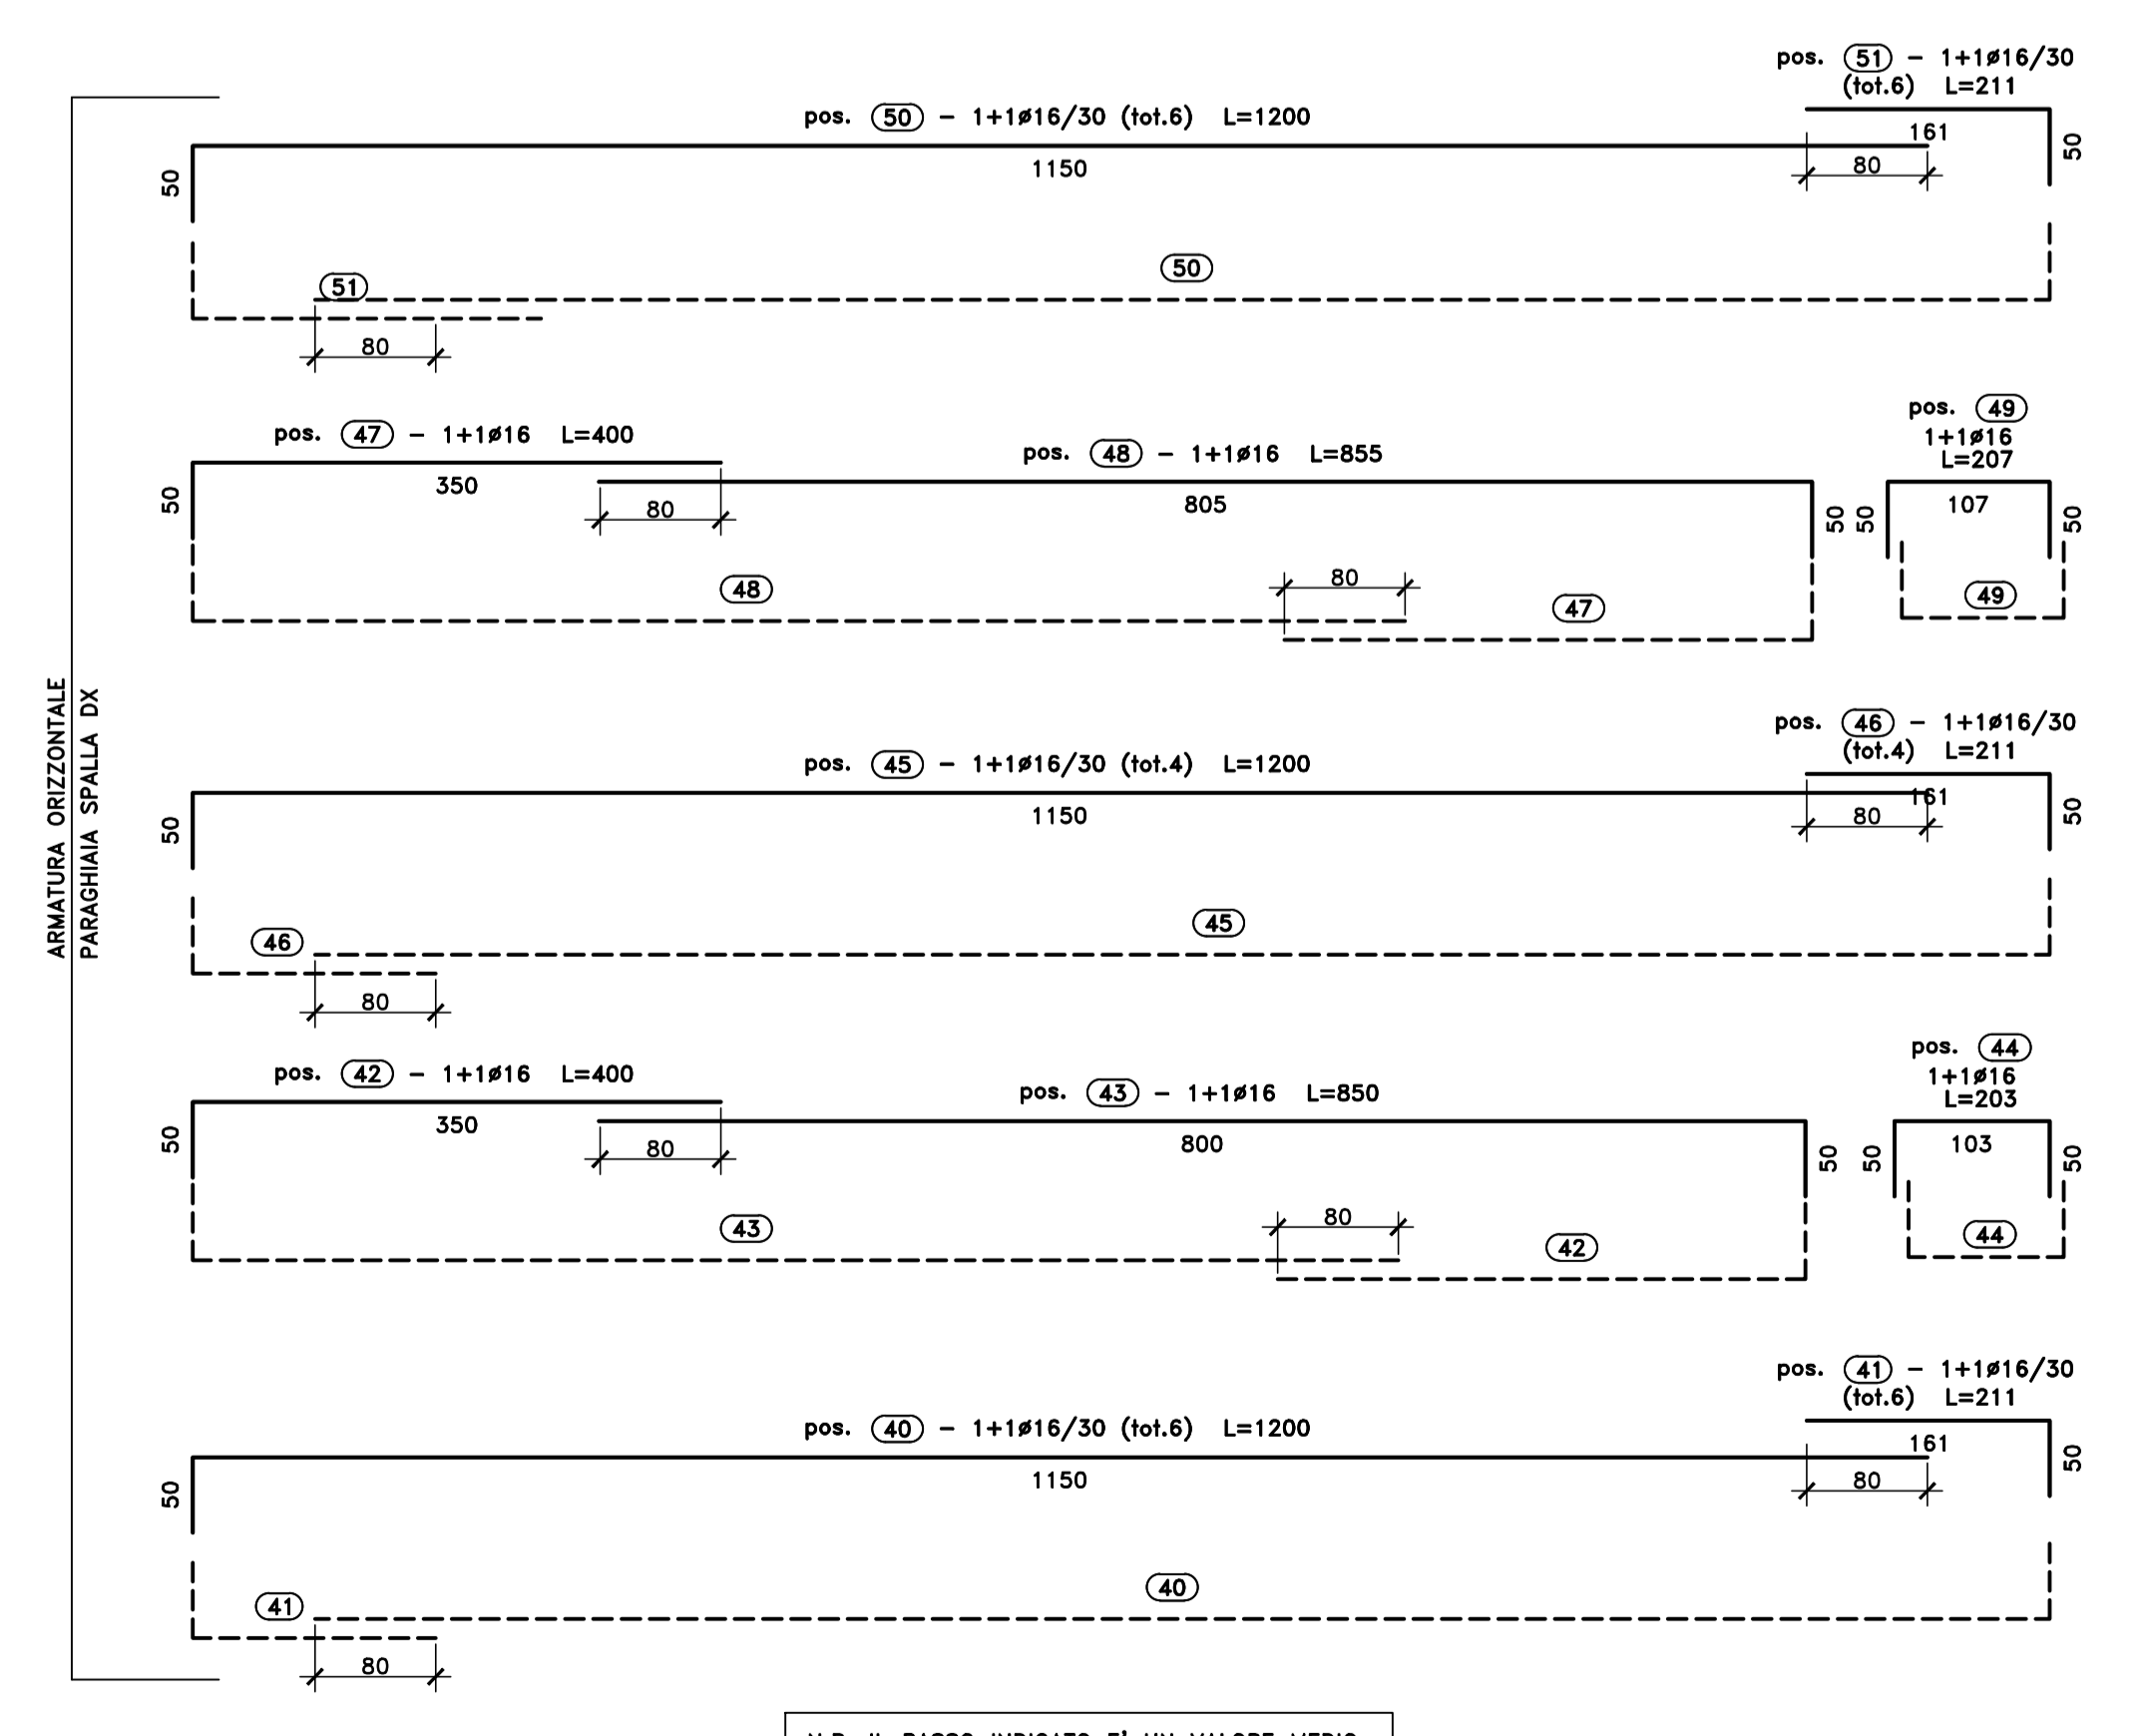 pos. 51 – 1+1ø16/30
(tot.6) L=211
pos. 50 – 1+1ø16/30 (tot.6) L=1200
161
50
50
1150
80
50
51
80
pos. 49
1+1ø16
L=207
pos. 47 – 1+1ø16 L=400
pos. 48 – 1+1ø16 L=855
50
350
80
805
50
50
107
50
48
80
47
49
ARMATURA ORIZZONTALE
PARAGHIAIA SPALLA DX
pos. 46 – 1+1ø16/30
(tot.4) L=211
pos. 45 – 1+1ø16/30 (tot.4) L=1200
161
50
50
1150
80
46
45
80
pos. 44
1+1ø16
L=203
pos. 42 – 1+1ø16 L=400
pos. 43 – 1+1ø16 L=850
50
350
80
800
50
50
103
50
43
80
42
44
pos. 41 – 1+1ø16/30
(tot.6) L=211
pos. 40 – 1+1ø16/30 (tot.6) L=1200
161
50
50
1150
80
41
40
80
N.B. IL PASSO INDICATO E' UN VALORE MEDIO